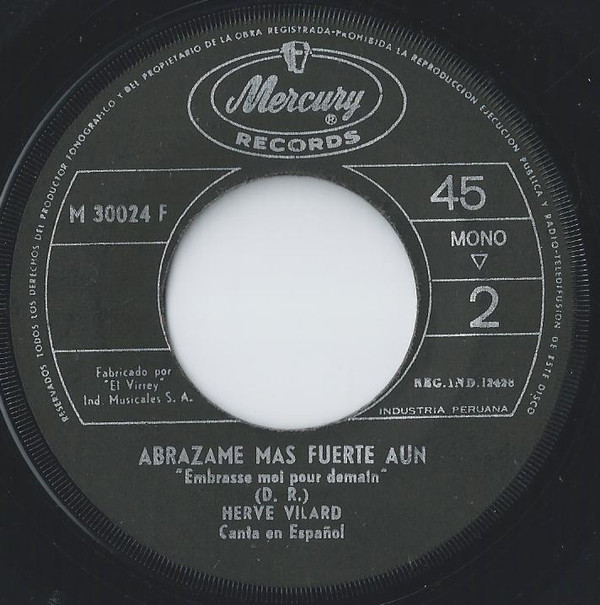 RESERVADOS TODOS LOS DERECHOS DEL PRODUCTOR FONOGRAFICO Y DEL PROPIETARIO DE LA OBRA REGISTRADA-PROHIBIDA LA REPRODUCCION EJECUCION PUBLICA Y RADIO-TELEDIFUSION DE ESTE DISCO
Mercury ®
RECORDS
M 30024 F
45
MONO
2
Fabricado por
"El Virrey"
Ind. Musicales S. A.
REG.IND.12428
INDUSTRIA PERUANA
ABRAZAME MAS FUERTE AUN
"Embrasse moi pour demain"
(D. R.)
HERVE VILARD
Canta en Español